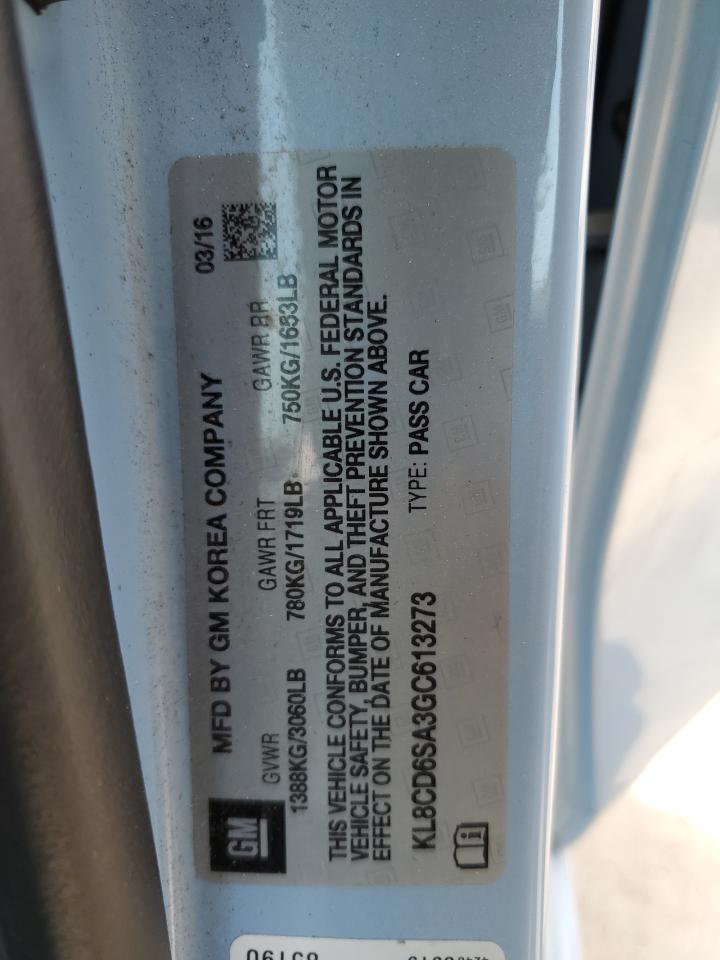 GM
MFD BY GM KOREA COMPANY 03/16
GVWR GAWR FRT GAWR RR
1388KG/3060LB 780KG/1719LB 750KG/1653LB
THIS VEHICLE CONFORMS TO ALL APPLICABLE U.S. FEDERAL MOTOR
VEHICLE SAFETY, BUMPER, AND THEFT PREVENTION STANDARDS IN
EFFECT ON THE DATE OF MANUFACTURE SHOWN ABOVE.
KL8CD6SA3GC613273 TYPE: PASS CAR